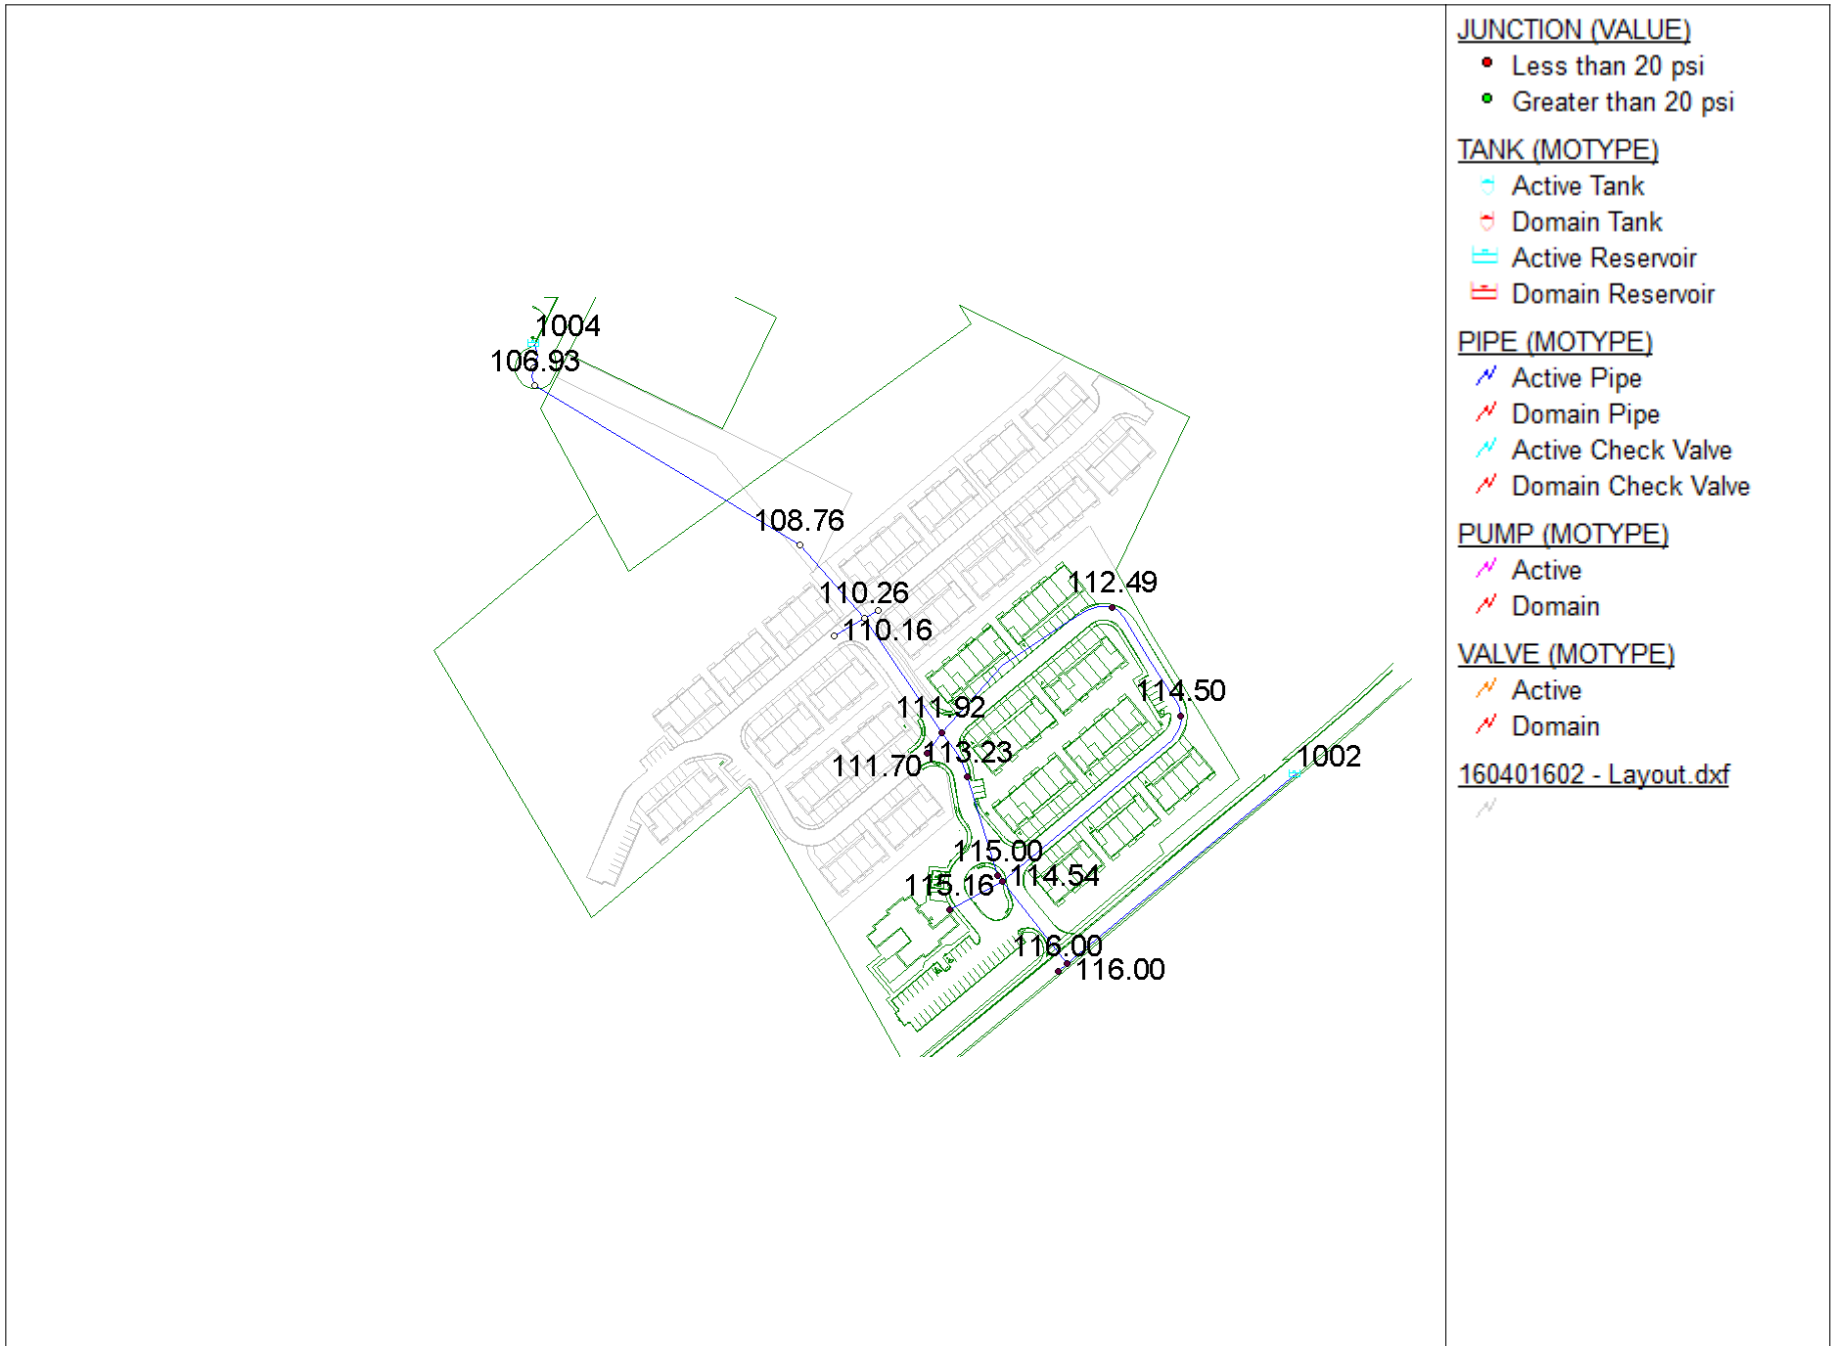 1004
106.93
108.76
110.26
110.16
112.49
114.50
111.92
113.23
111.70
1002
115.00
114.54
115.16
116.00
116.00
JUNCTION (VALUE)
Less than 20 psi
Greater than 20 psi
TANK (MOTYPE)
Active Tank
Domain Tank
Active Reservoir
Domain Reservoir
PIPE (MOTYPE)
Active Pipe
Domain Pipe
Active Check Valve
Domain Check Valve
PUMP (MOTYPE)
Active
Domain
VALVE (MOTYPE)
Active
Domain
160401602 - Layout.dxf